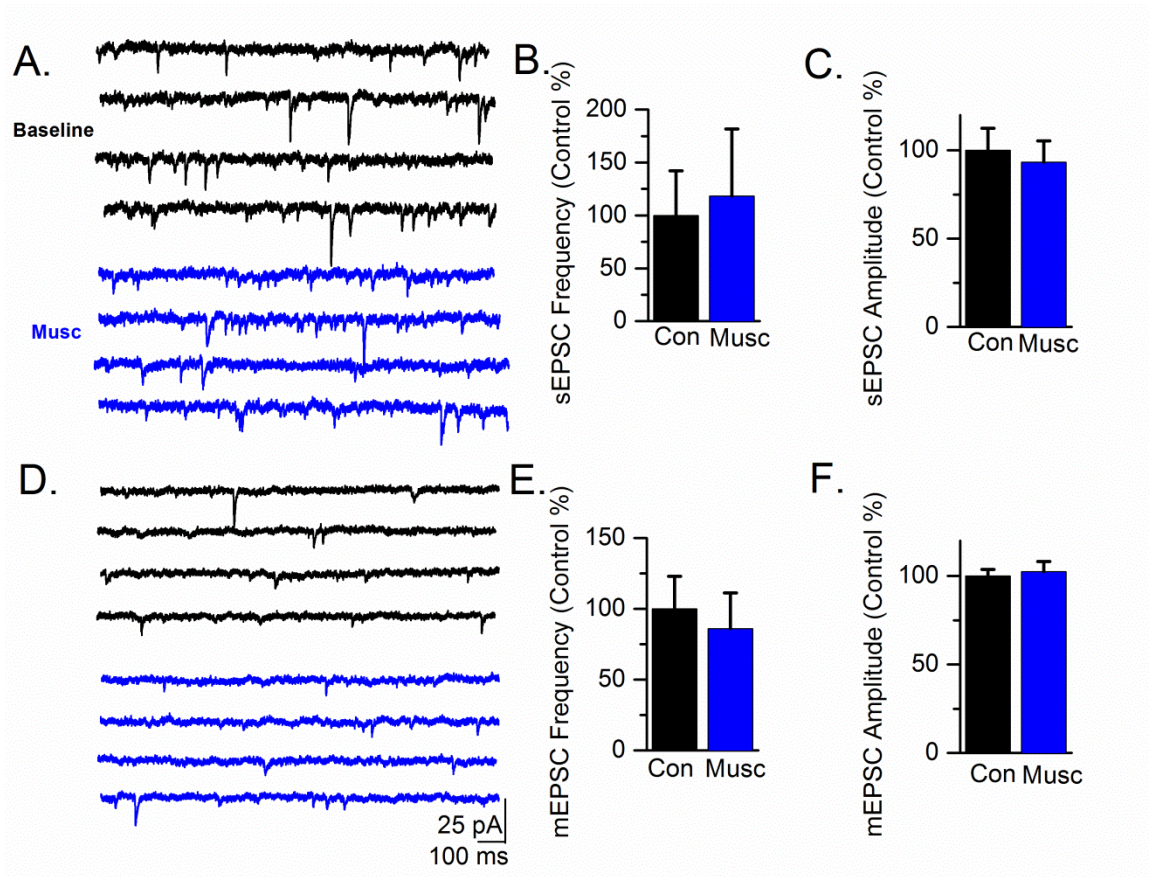 A.
Baseline
Musc
B.
sEPSC Frequency (Control %)
200
150
100
50
0
Con Musc
C.
sEPSC Amplitude (Control %)
100
50
0
Con Musc
D.
25 pA
100 ms
E.
mEPSC Frequency (Control %)
150
100
50
0
Con Musc
F.
mEPSC Amplitude (Control %)
100
50
0
Con Musc